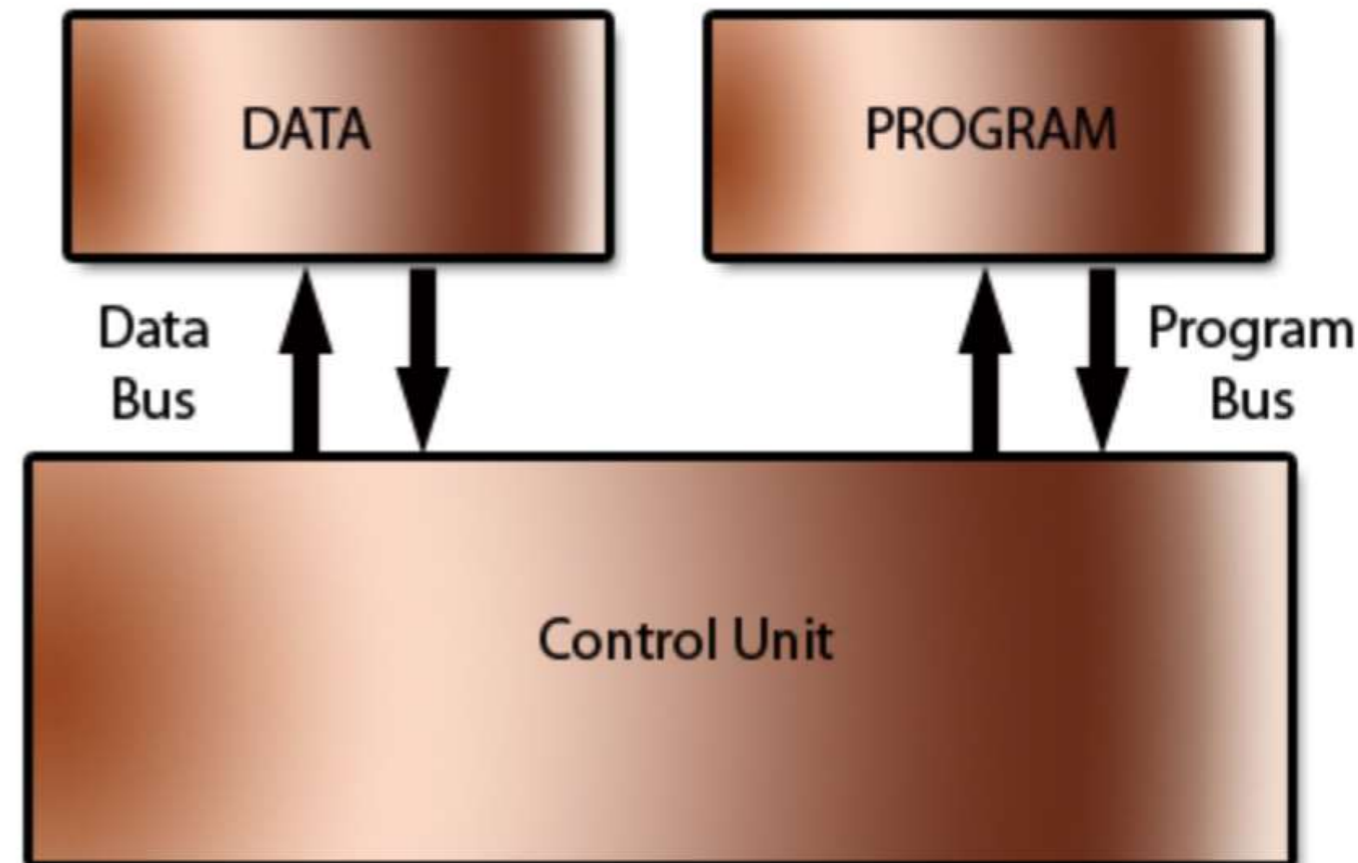 DATA
PROGRAM
Data
Bus
Program
Bus
Control Unit